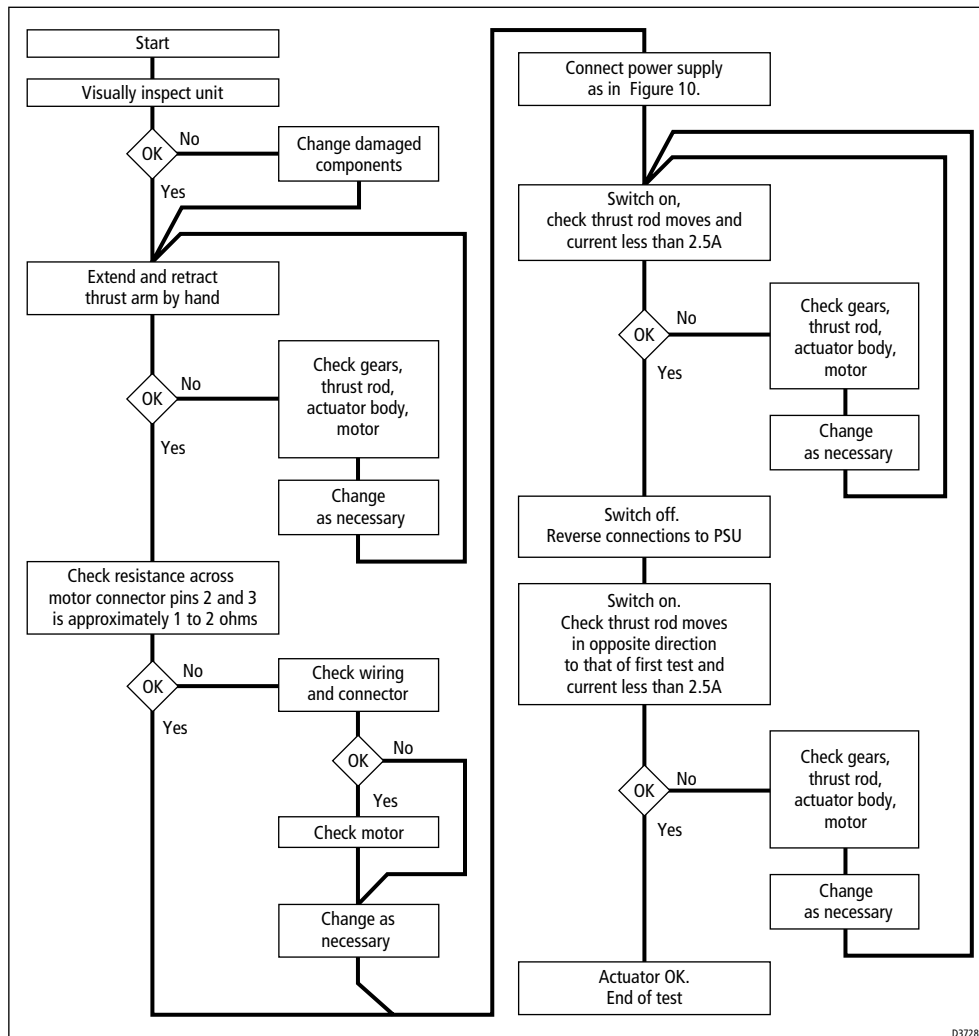 Start
Visually inspect unit
OK
No
Yes
Change damaged
components
Extend and retract
thrust arm by hand
OK
No
Yes
Check gears,
thrust rod,
actuator body,
motor
Change
as necessary
Check resistance across
motor connector pins 2 and 3
is approximately 1 to 2 ohms
OK
No
Yes
Check wiring
and connector
OK
No
Yes
Check motor
Change as
necessary
Connect power supply
as in Figure 10.
Switch on,
check thrust rod moves and
current less than 2.5A
OK
No
Yes
Check gears,
thrust rod,
actuator body,
motor
Change
as necessary
Switch off.
Reverse connections to PSU
Switch on.
Check thrust rod moves
in opposite direction
to that of first test and
current less than 2.5A
OK
No
Yes
Check gears,
thrust rod,
actuator body,
motor
Change
as necessary
Actuator OK.
End of test
D3728